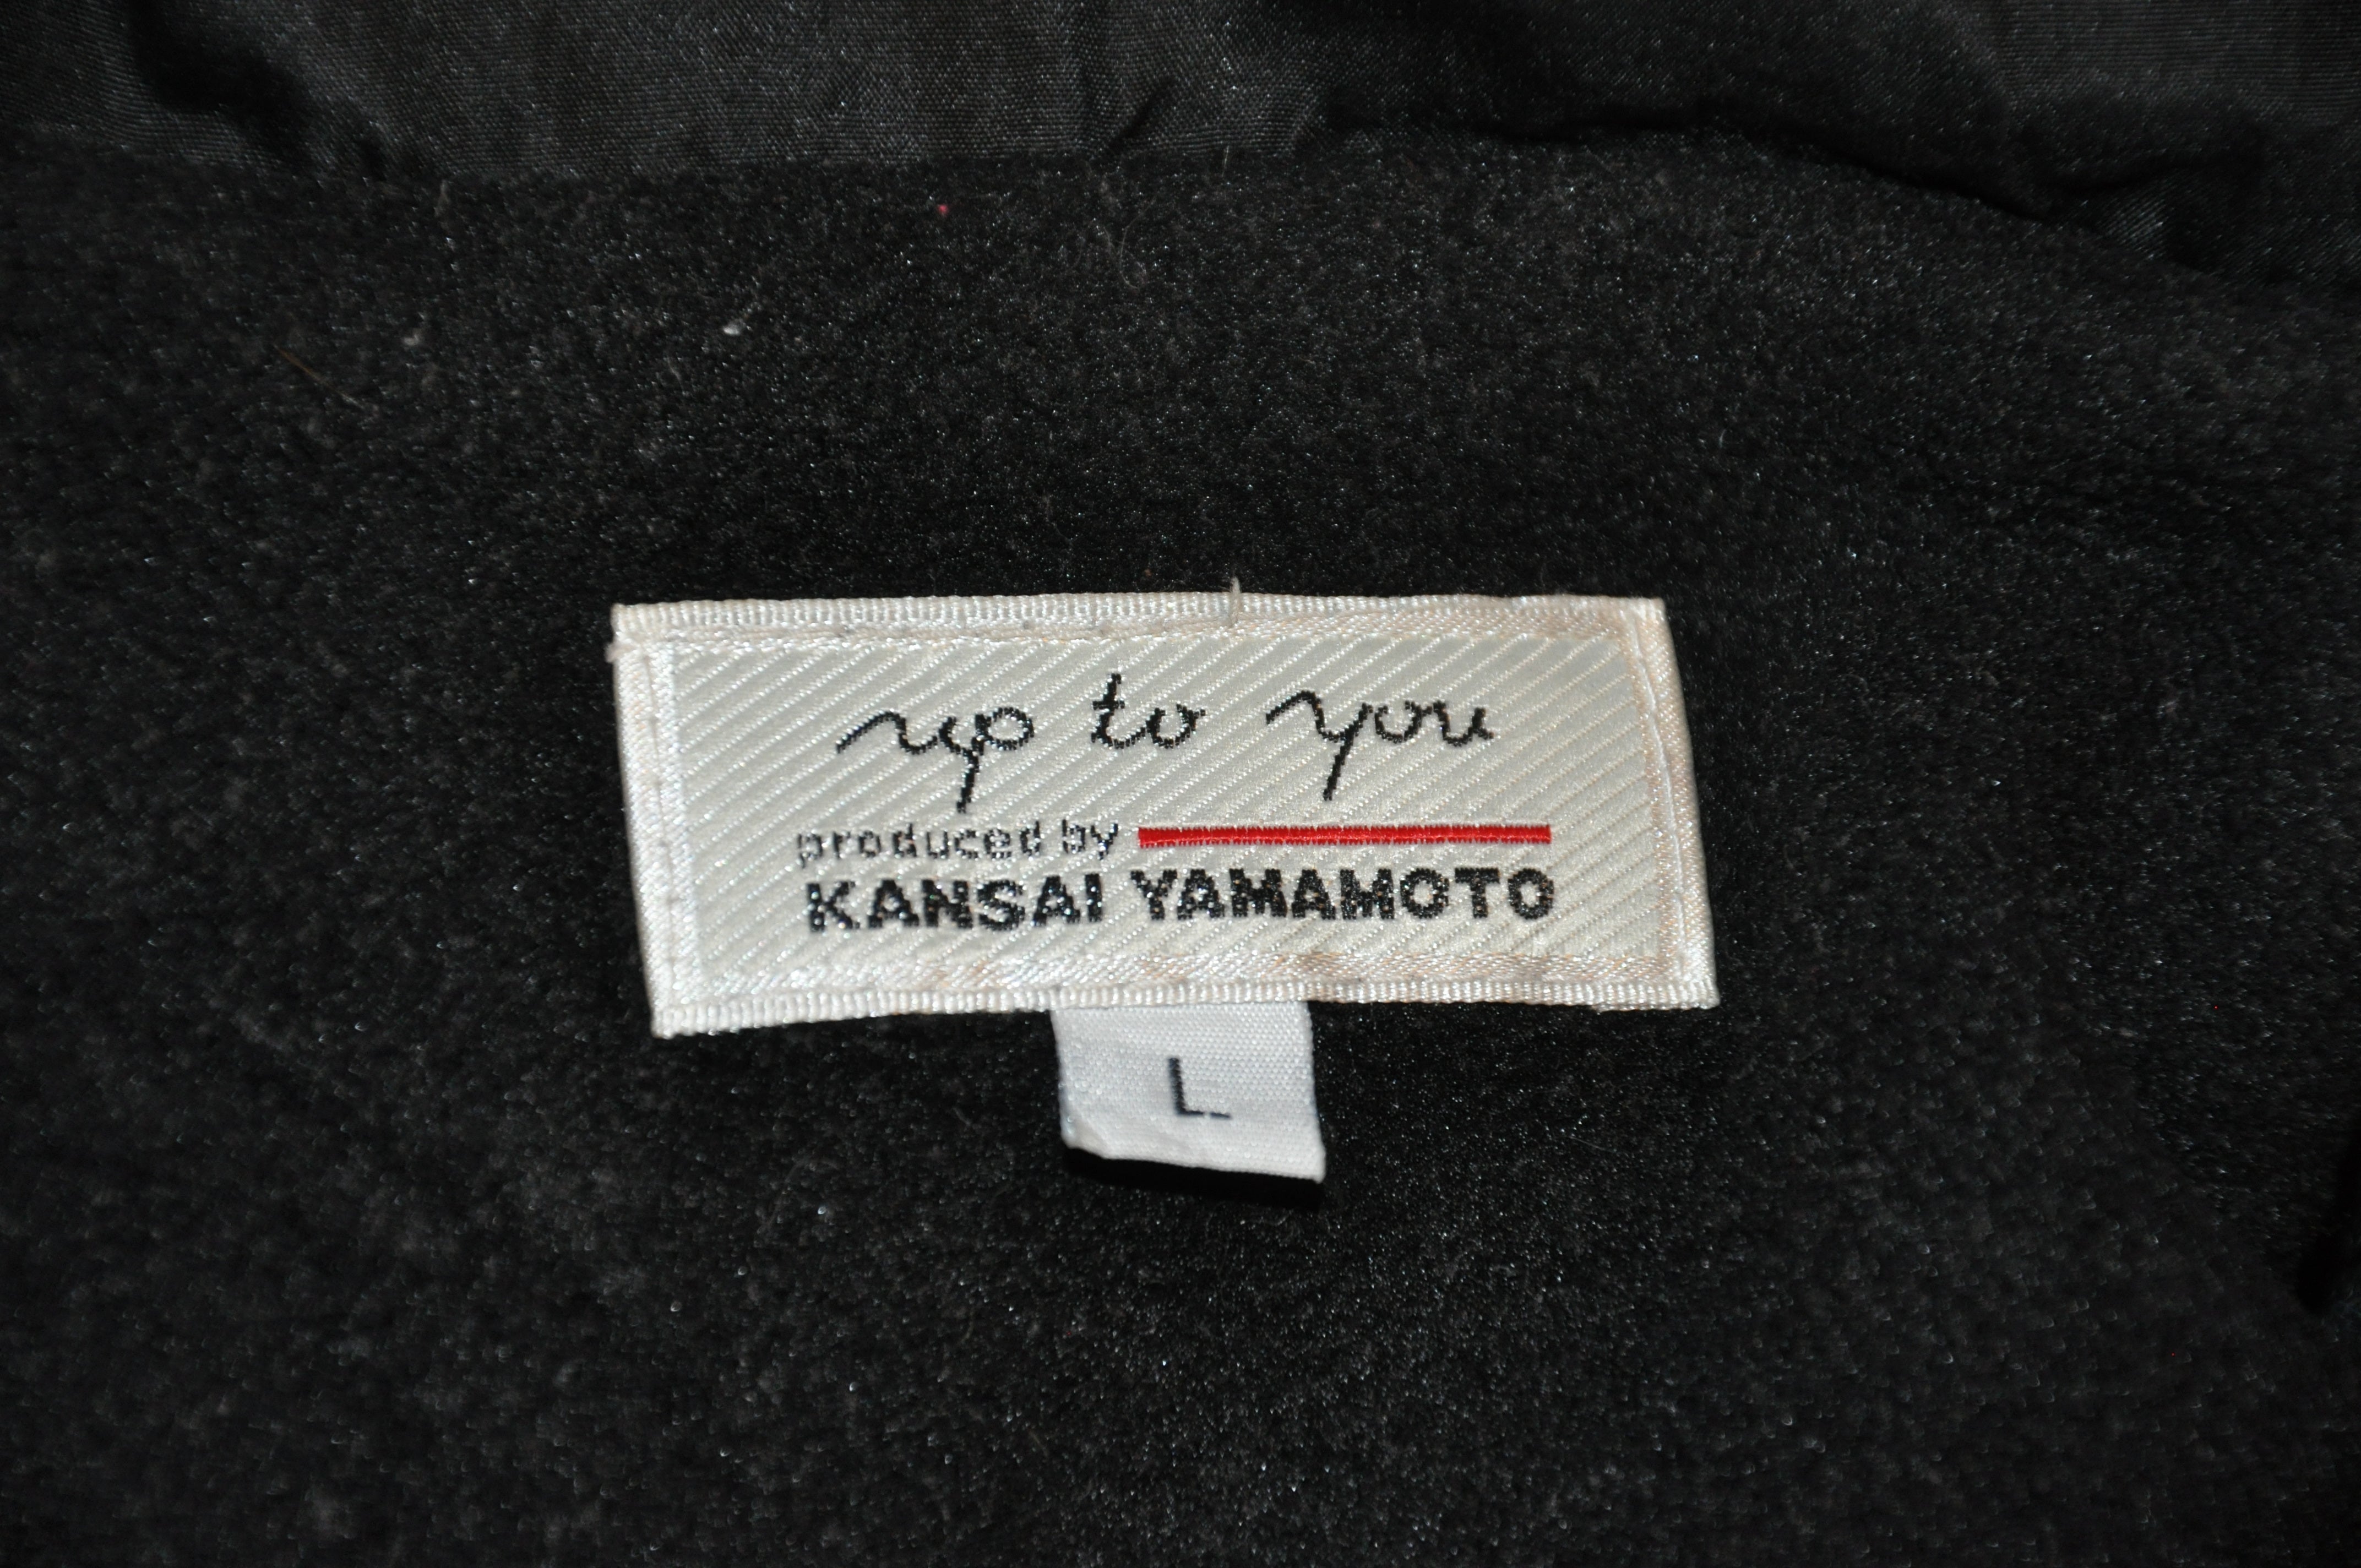 up to you
produced by
KANSAI YAMAMOTO
L